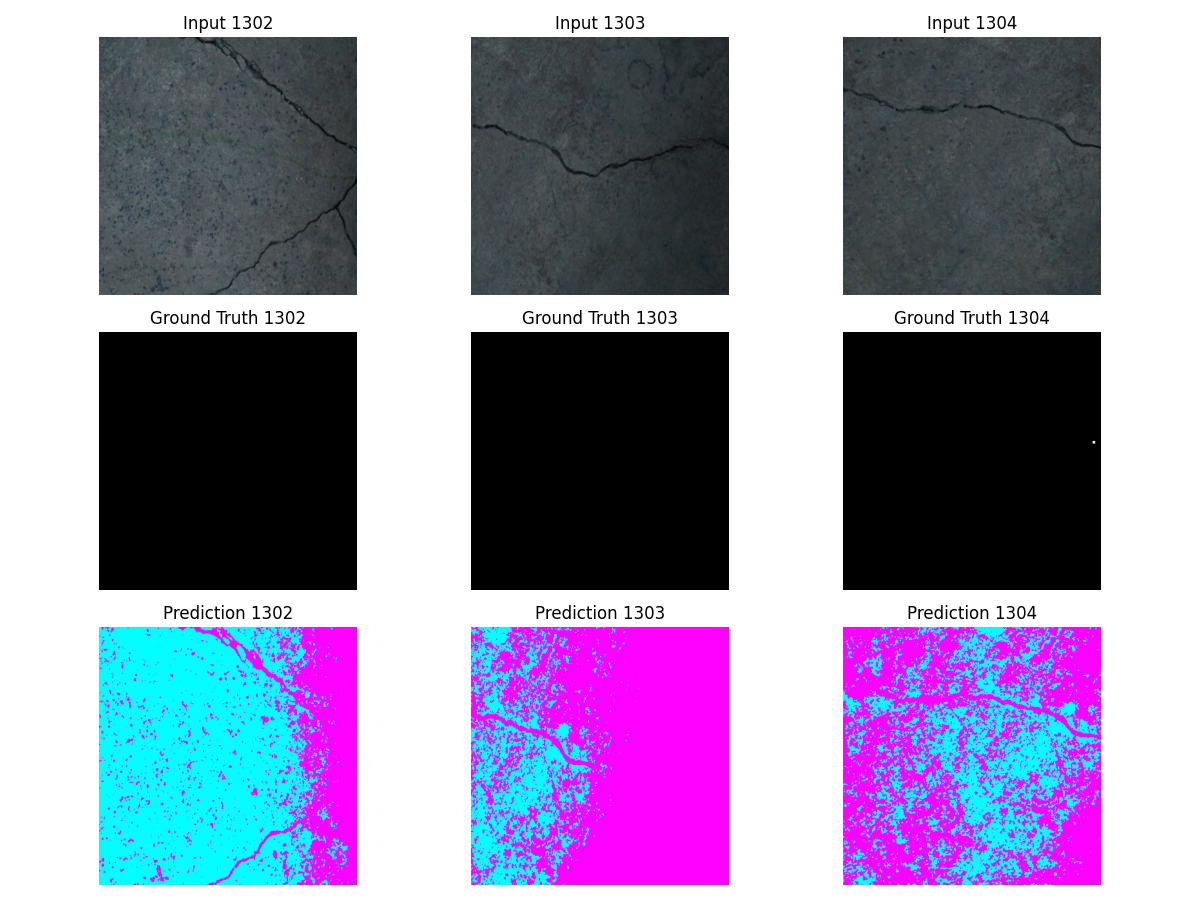 Input 1302
Input 1303
Input 1304
Ground Truth 1302
Ground Truth 1303
Ground Truth 1304
Prediction 1302
Prediction 1303
Prediction 1304